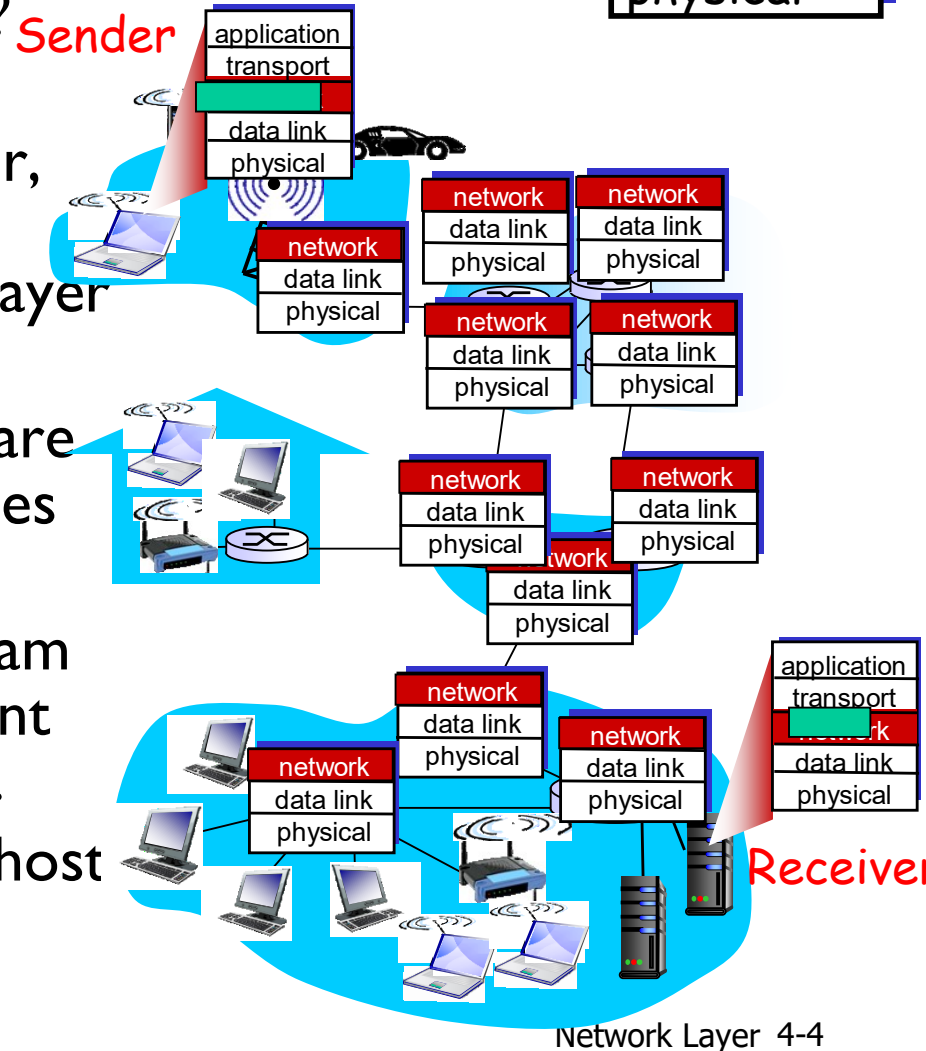 physical
Sender
application
transport
data link
physical
r,
ayer
are
es
am
nt
host
network
data link
physical
network
data link
physical
network
data link
physical
network
data link
physical
network
data link
physical
network
data link
physical
network
data link
physical
twork
data link
physical
network
data link
physical
network
data link
physical
network
data link
physical
application
transport
k
data link
physical
Receiver
Network Layer 4-4